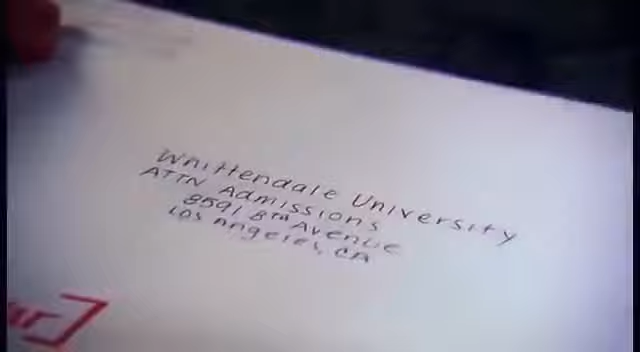 Whittendale University
ATTN Admissions
8591 8TH Avenue
Los Angeles, CA